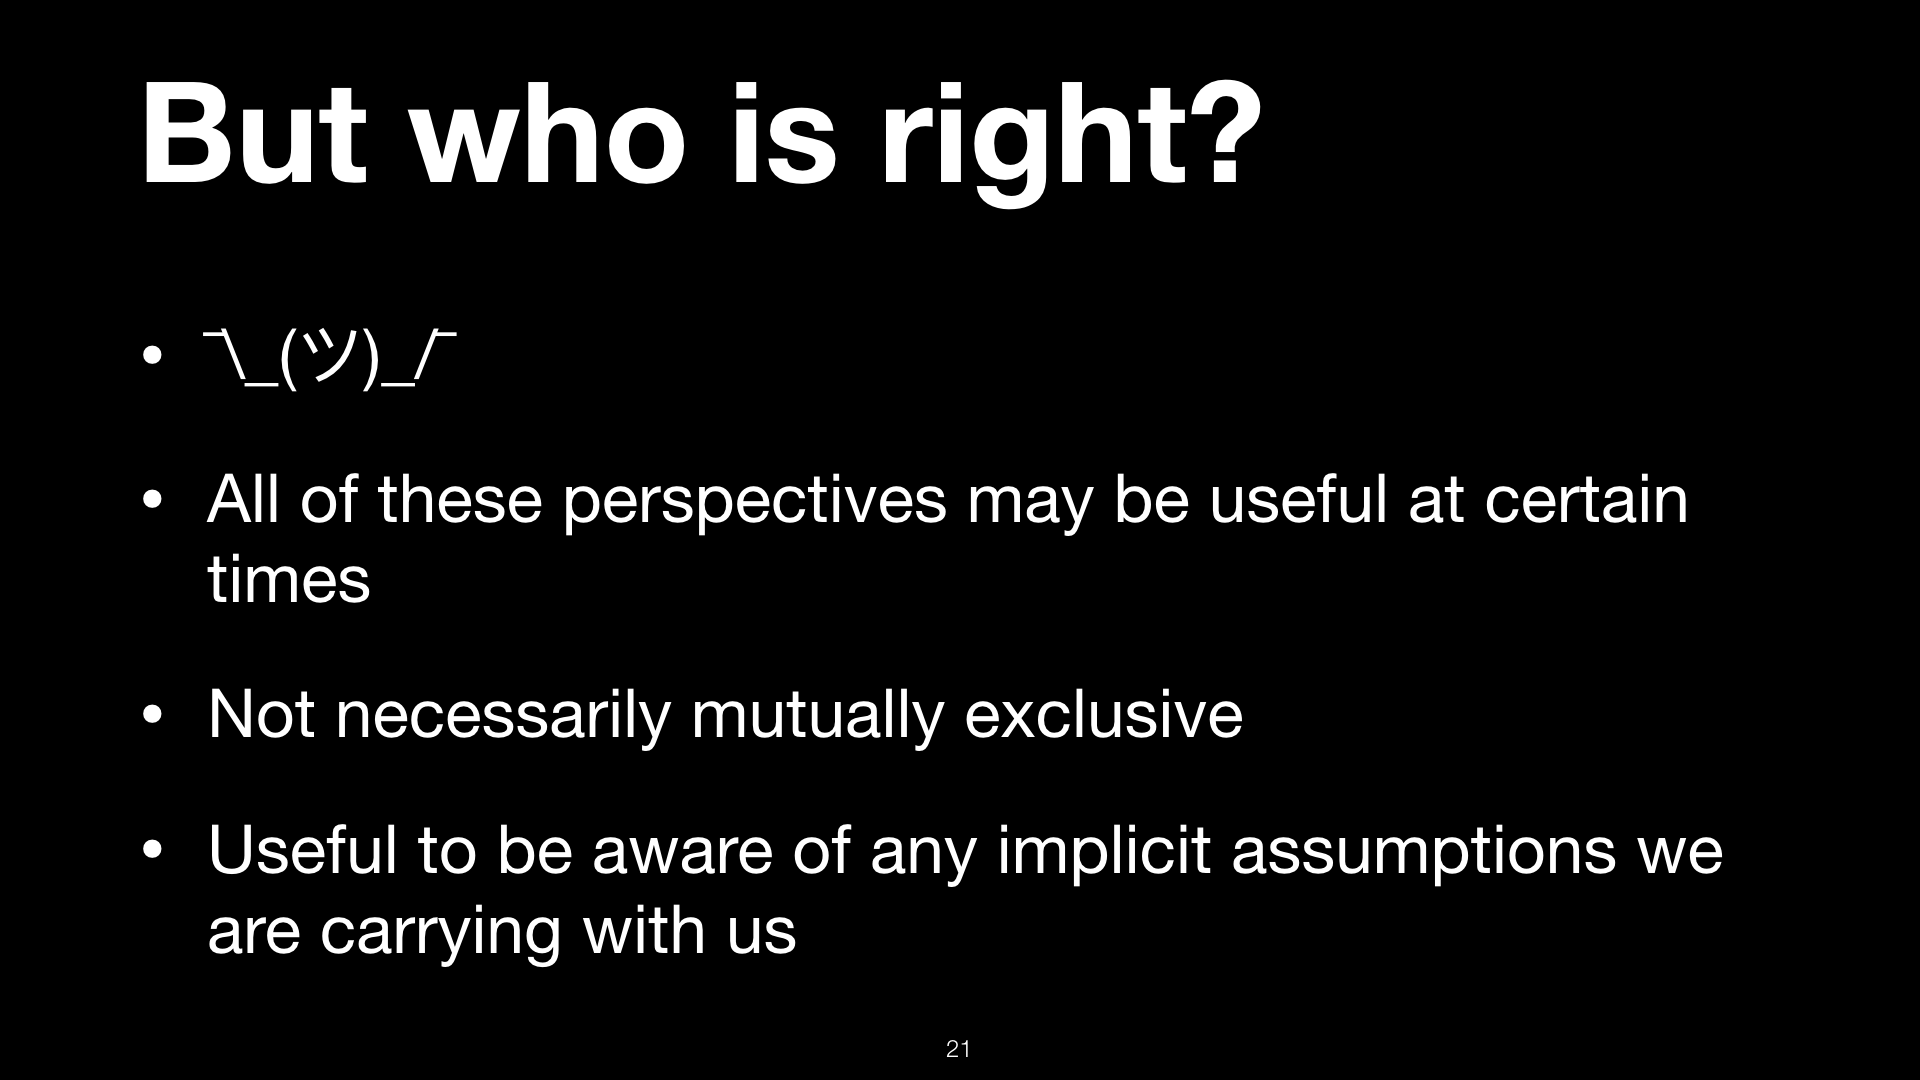 But who is right?
• ¯\_(ツ)_/¯
• All of these perspectives may be useful at certain
times
• Not necessarily mutually exclusive
• Useful to be aware of any implicit assumptions we
are carrying with us
21